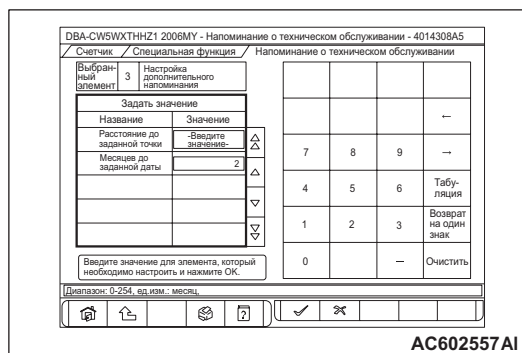 DBA-CW5WXTHHZ1 2006MY - Напоминание о техническом обслуживании - 4014308A5
Счетчик / Специальная функция / Напоминание о техническом обслуживании
Выбран-
ный
элемент
3
Настройка
дополнительного
напоминания
Задать значение
Название Значение
Расстояние до
заданной точки
-Введите
значение-
Месяцев до
заданной даты
2
Введите значение для элемента, который
необходимо настроить и нажмите OK.
←
7 8 9 →
4 5 6 Табу-
ляция
1 2 3 Возврат
на один
знак
0 – Очистить
Диапазон: 0-254, ед.изм.: месяц,
?
AC602557AI